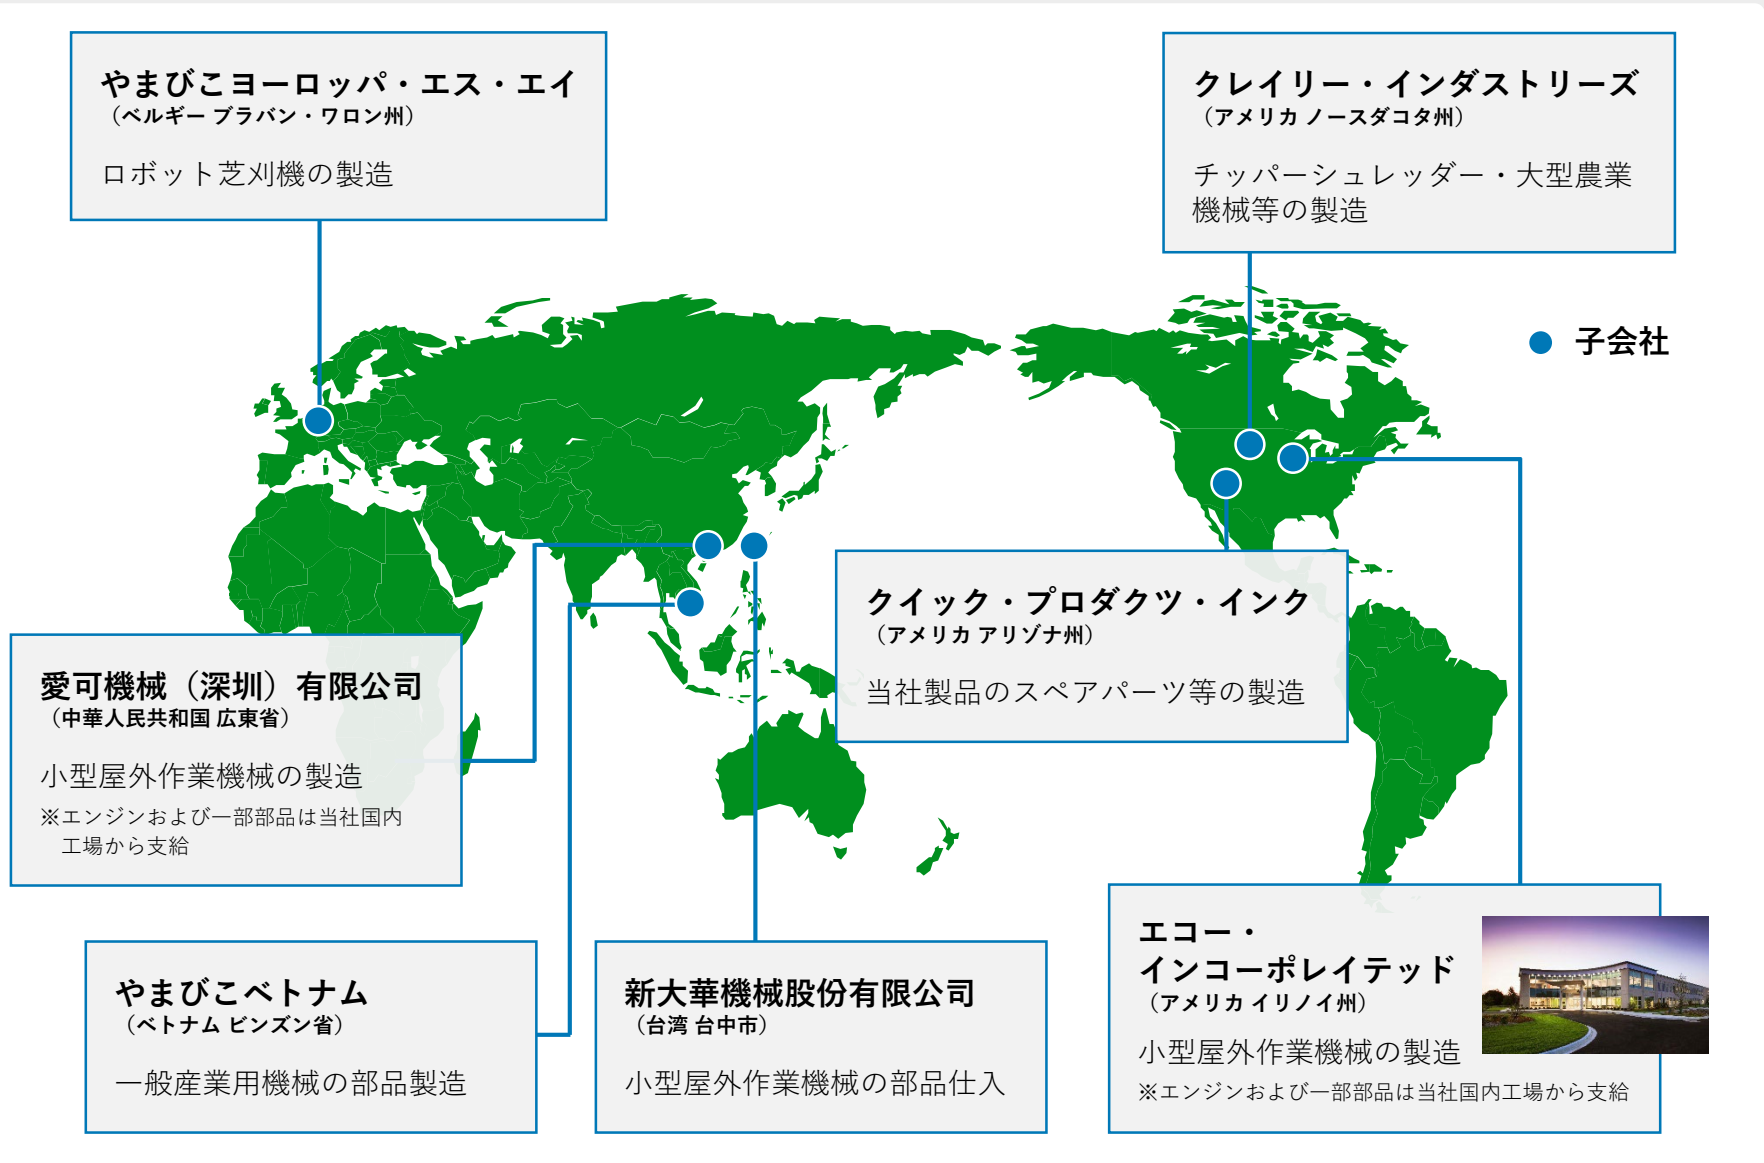 やまびこヨーロッパ・エス・エイ
（ベルギー ブラバン・ワロン州）
ロボット芝刈機の製造
クレイリー・インダストリーズ
（アメリカ ノースダコタ州）
チッパーシュレッダー・大型農業
機械等の製造
子会社
クイック・プロダクツ・インク
（アメリカ アリゾナ州）
当社製品のスペアパーツ等の製造
愛可機械（深圳）有限公司
（中華人民共和国 広東省）
小型屋外作業機械の製造
※エンジンおよび一部部品は当社国内
工場から支給
やまびこベトナム
（ベトナム ビンズン省）
一般産業用機械の部品製造
新大華機械股份有限公司
（台湾 台中市）
小型屋外作業機械の部品仕入
エコー・
インコーポレイテッド
（アメリカ イリノイ州）
小型屋外作業機械の製造
※エンジンおよび一部部品は当社国内工場から支給